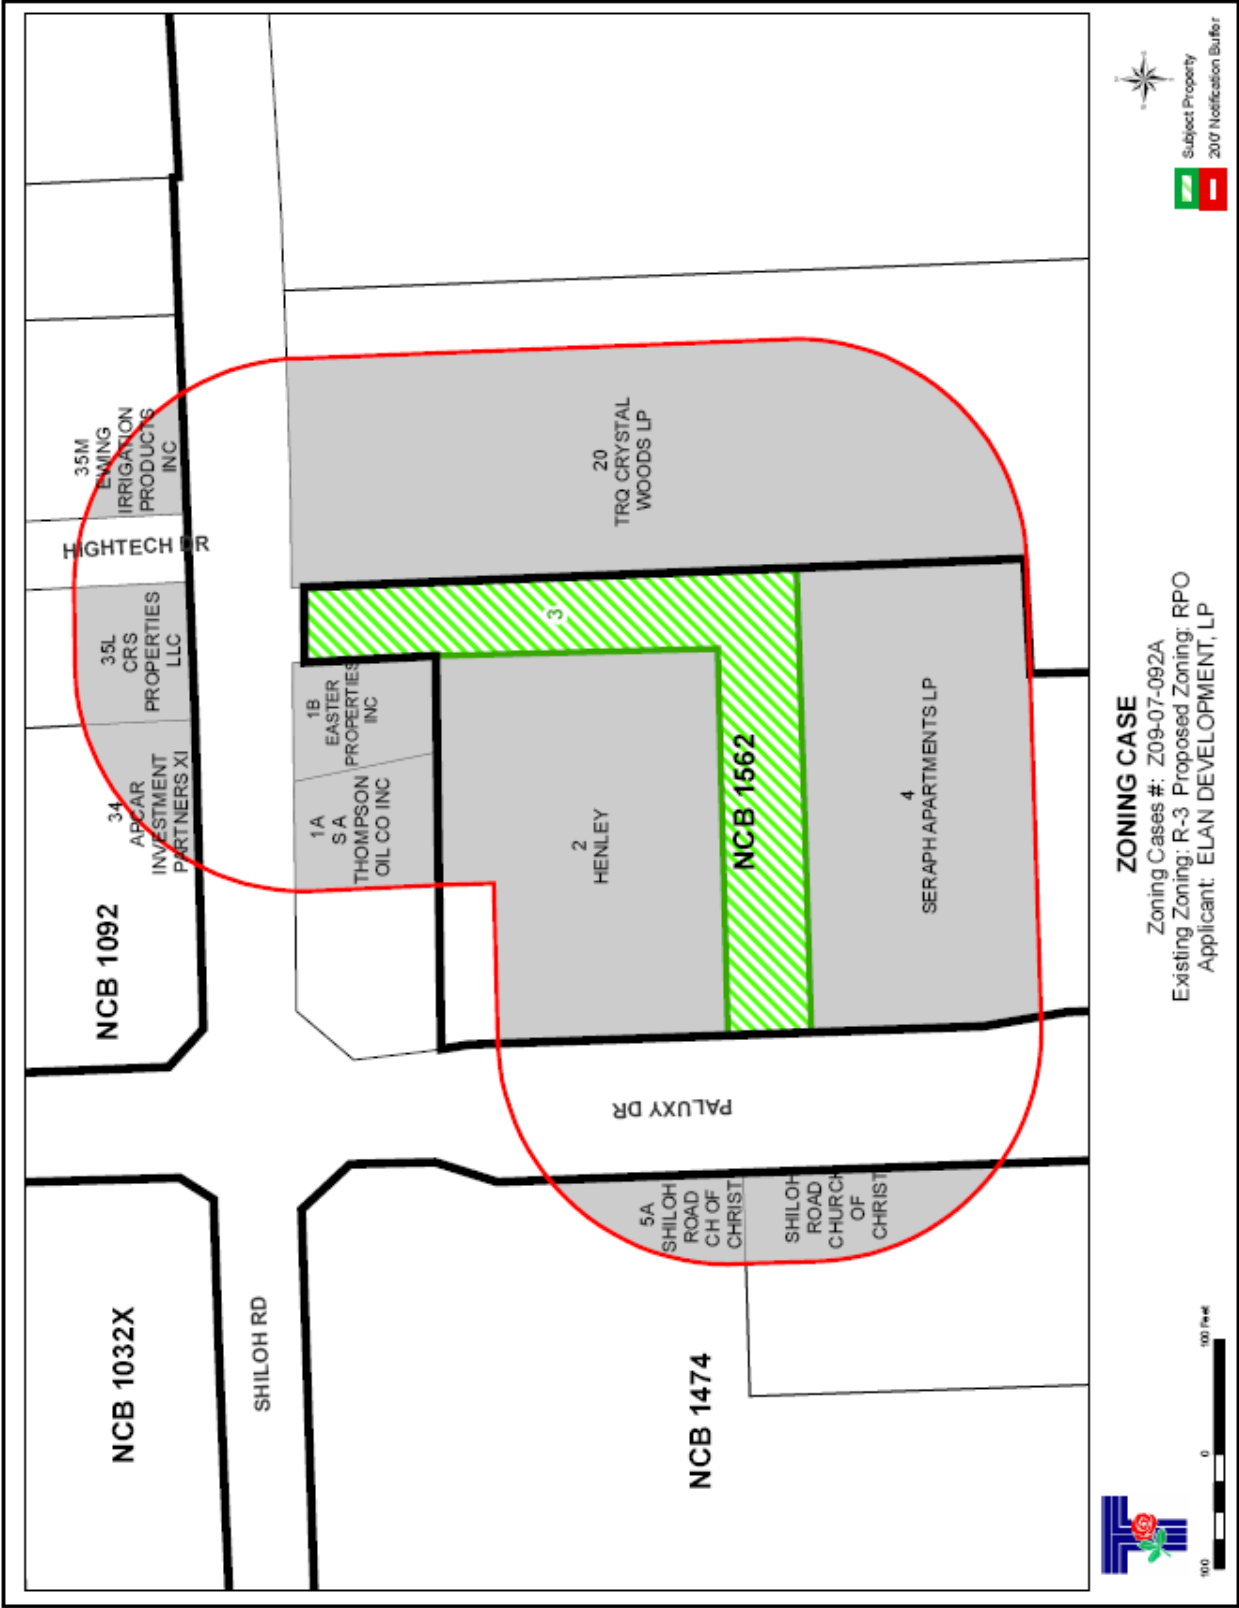 35M
EWING
IRRIGATION
PRODUCTS
INC
HIGHTECH DR
35L
CRS
PROPERTIES
LLC
34
APCAR
INVESTMENT
PARTNERS XI
NCB 1092
NCB 1032X
SHILOH RD
1B
EASTER
PROPERTIES
INC
1A
S A
THOMPSON
OIL CO INC
20
TRQ CRYSTAL
WOODS LP
3
2
HENLEY
NCB 1562
4
SERAPH APARTMENTS LP
PALUXY DR
5A
SHILOH
ROAD
CH OF
CHRIST
SHILOH
ROAD
CHURCH
OF
CHRIST
NCB 1474
ZONING CASE
Zoning Cases #: Z09-07-092A
Existing Zoning: R-3 Proposed Zoning: RPO
Applicant: ELAN DEVELOPMENT, LP
Subject Property
200' Notification Buffer
100 0 100 Feet